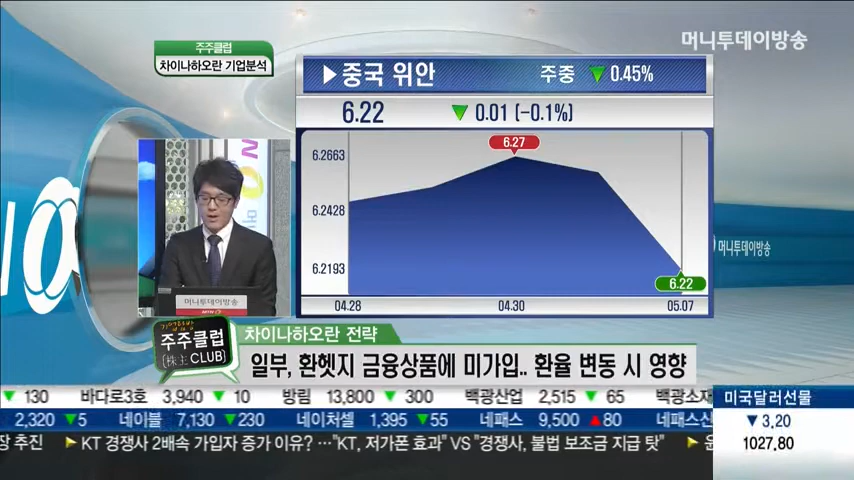 머니투데이방송
주주클럽
차이나하오란 기업분석
▶중국 위안 주중 ▼ 0.45%
6.22 ▼ 0.01 (-0.1%)
6.27
6.2663
6.2428
6.2193
6.22
04.28 04.30 05.07
머니투데이방송
머니투데이방송
MTN
주주클럽
[株主 CLUB]
차이나하오란 전략
일부, 환헷지 금융상품에 미가입.. 환율 변동 시 영향
▼ 130 바다로3호 3,940 ▼ 10 방림 13,800 ▼ 300 백광산업 2,515 ▼ 65 백광소재
2,320 ▼5 네이블 7,130 ▼230 네이처셀 1,395 ▼55 네패스 9,500 ▲80 네패스신
장 추진 ▶ KT 경쟁사 2배속 가입자 증가 이유? ..."KT, 저가폰 효과" VS "경쟁사, 불법 보조금 지급 탓" ▶
미국달러선물
▼3.20
1027.80